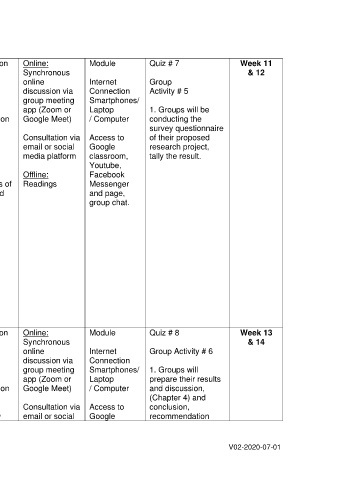 on
Online:
Synchronous
online
discussion via
group meeting
app (Zoom or
on
Google Meet)
Consultation via
email or social
media platform
Offline:
s of
Readings
d
Module
Internet
Connection
Smartphones/
Laptop
/ Computer
Access to
Google
classroom,
Youtube,
Facebook
Messenger
and page,
group chat.
Quiz # 7
Group
Activity # 5
1. Groups will be
conducting the
survey questionnaire
of their proposed
research project,
tally the result.
Week 11
& 12
on
Online:
Synchronous
online
discussion via
group meeting
app (Zoom or
on
Google Meet)
Consultation via
email or social
Module
Internet
Connection
Smartphones/
Laptop
/ Computer
Access to
Google
Quiz # 8
Group Activity # 6
1. Groups will
prepare their results
and discussion,
(Chapter 4) and
conclusion,
recommendation
Week 13
& 14
V02-2020-07-01